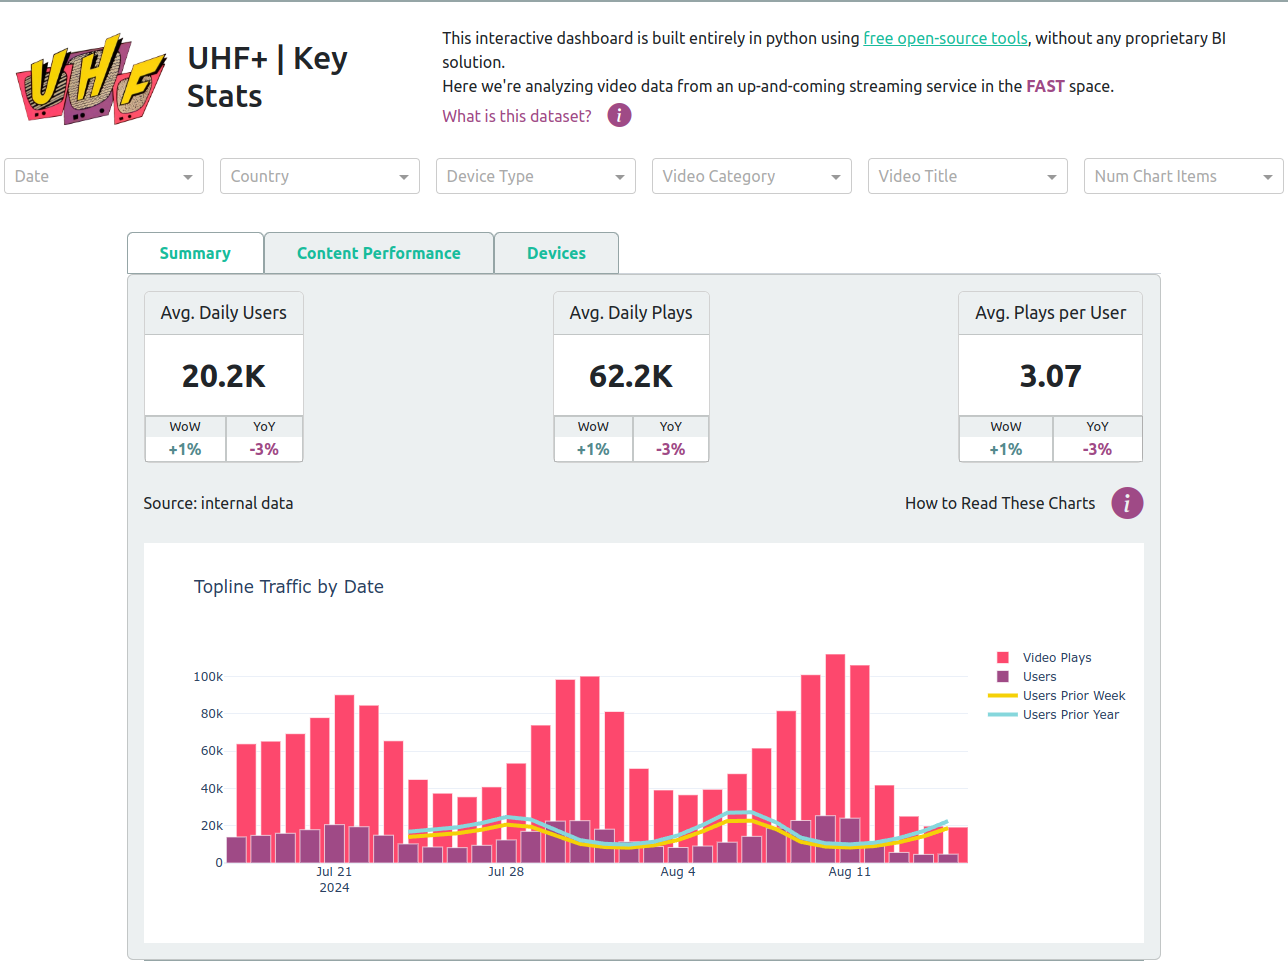 UHF
UHF+ | Key
Stats
This interactive dashboard is built entirely in python using free open-source tools, without any proprietary BI
solution.
Here we're analyzing video data from an up-and-coming streaming service in the FAST space.
What is this dataset? i
Date
Country
Device Type
Video Category
Video Title
Num Chart Items
Summary
Content Performance
Devices
Avg. Daily Users
20.2K
WoW YoY
+1% -3%
Avg. Daily Plays
62.2K
WoW YoY
+1% -3%
Avg. Plays per User
3.07
WoW YoY
+1% -3%
Source: internal data
How to Read These Charts i
Topline Traffic by Date
Video Plays
Users
Users Prior Week
Users Prior Year
100k
80k
60k
40k
20k
0
Jul 21
2024
Jul 28
Aug 4
Aug 11